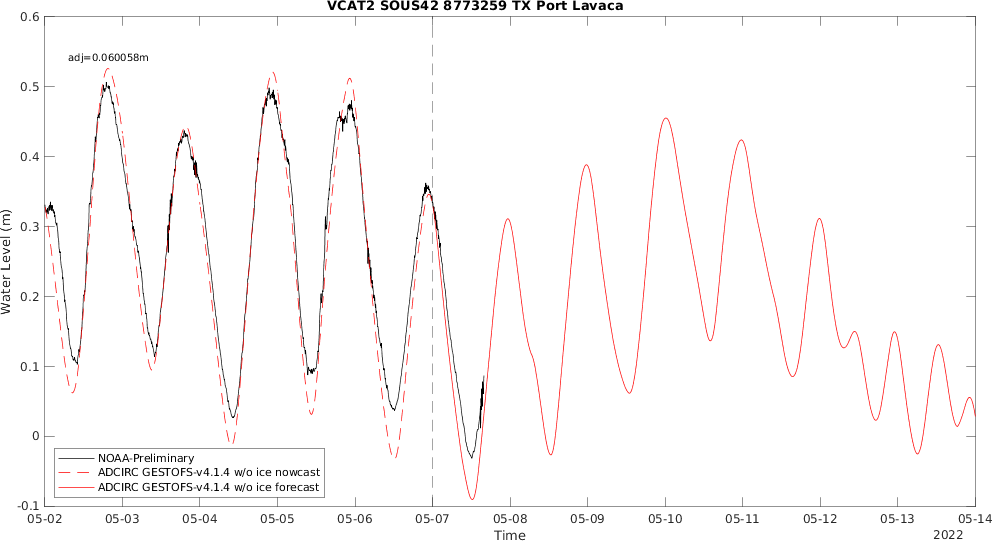 VCAT2 SOUS42 8773259 TX Port Lavaca
adj=0.060058m
0.6
0.5
0.4
0.3
0.2
0.1
0
-0.1
Water Level (m)
NOAA-Preliminary
ADCIRC GESTOFS-v4.1.4 w/o ice nowcast
ADCIRC GESTOFS-v4.1.4 w/o ice forecast
05-02 05-03 05-04 05-05 05-06 05-07 05-08 05-09 05-10 05-11 05-12 05-13 05-14
Time
2022